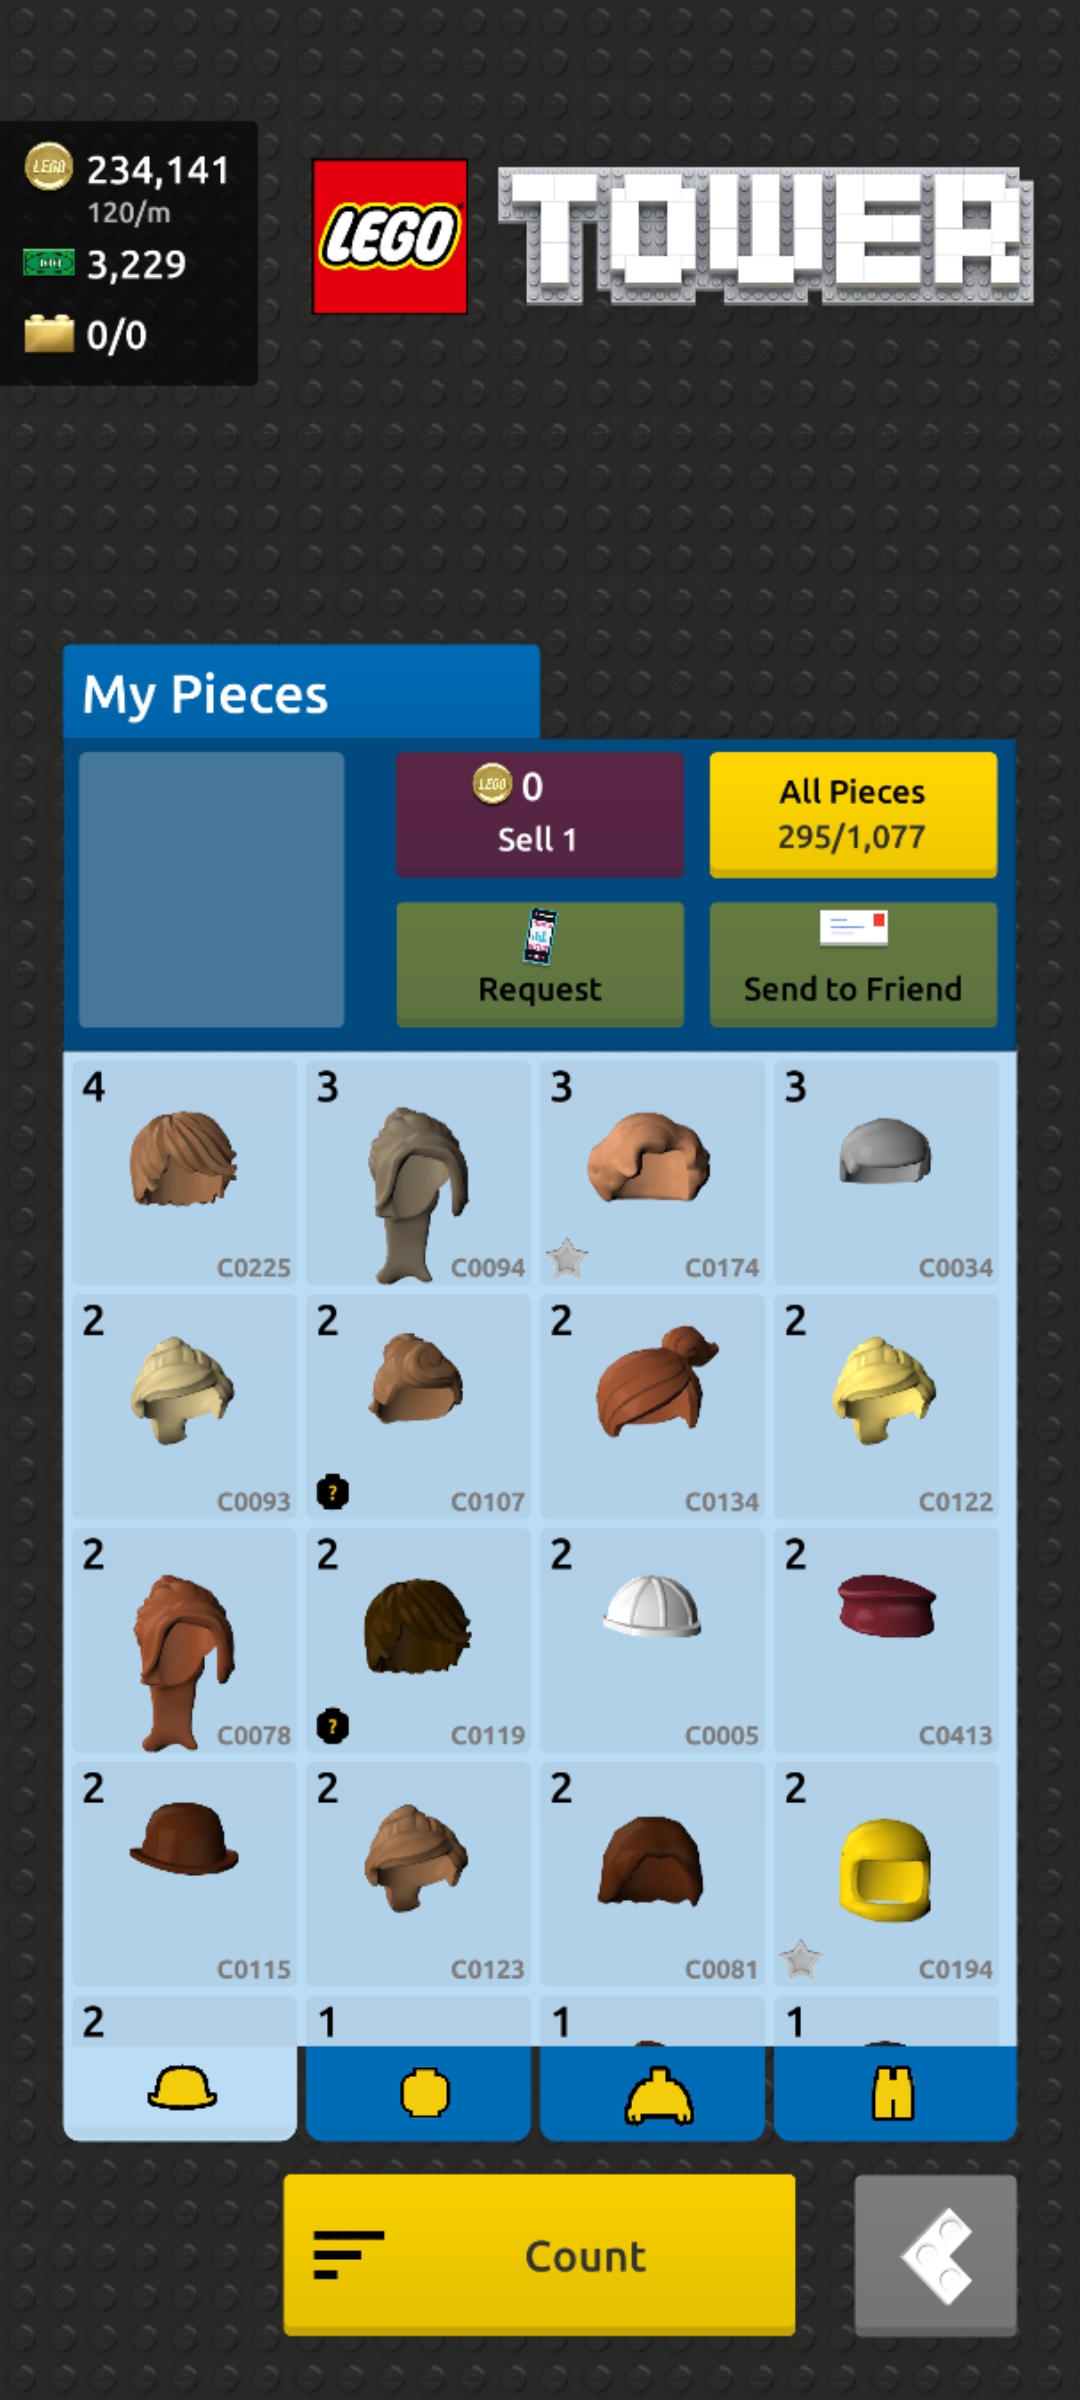 LEGO 234,141
120/m
3,229
0/0
LEGO
TOWER
My Pieces
LEGO 0
Sell 1
All Pieces
295/1,077
Request
Send to Friend
4
C0225
3
C0094
3
C0174
3
C0034
2
C0093
2
?
C0107
2
C0134
2
C0122
2
C0078
2
?
C0119
2
C0005
2
C0413
2
C0115
2
C0123
2
C0081
2
C0194
2
1
1
1
Count